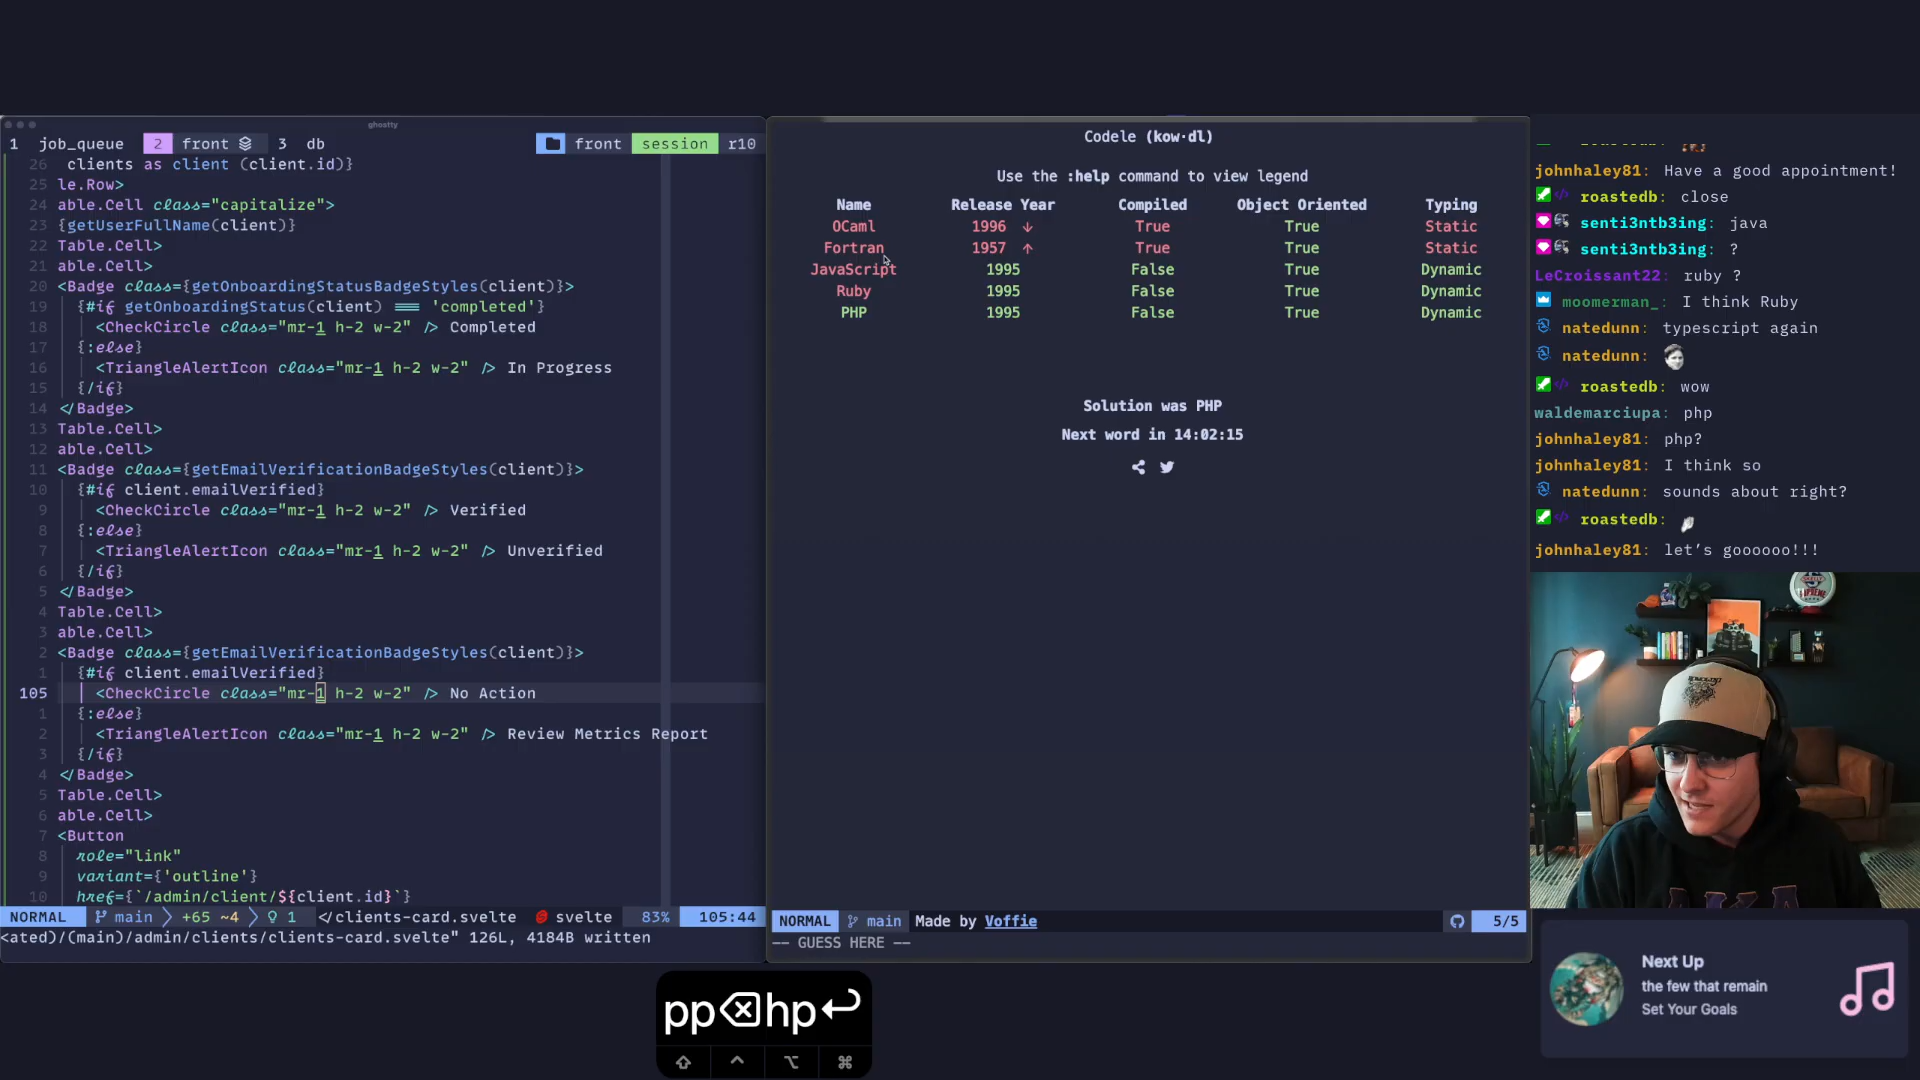 ghostty
1 job_queue 2 front 3 db front session r10
26 clients as client (client.id)}
25 le.Row>
24 able.Cell class="capitalize">
23 {getUserFullName(client)}
22 Table.Cell>
21 able.Cell>
20 <Badge class={getOnboardingStatusBadgeStyles(client)}>
19 {#if getOnboardingStatus(client) === 'completed'}
18 <CheckCircle class="mr-1 h-2 w-2" /> Completed
17 {:else}
16 <TriangleAlertIcon class="mr-1 h-2 w-2" /> In Progress
15 {/if}
14 </Badge>
13 Table.Cell>
12 able.Cell>
11 <Badge class={getEmailVerificationBadgeStyles(client)}>
10 {#if client.emailVerified}
9 <CheckCircle class="mr-1 h-2 w-2" /> Verified
8 {:else}
7 <TriangleAlertIcon class="mr-1 h-2 w-2" /> Unverified
6 {/if}
5 </Badge>
4 Table.Cell>
3 able.Cell>
2 <Badge class={getEmailVerificationBadgeStyles(client)}>
1 {#if client.emailVerified}
105 <CheckCircle class="mr-1 h-2 w-2" /> No Action
1 {:else}
2 <TriangleAlertIcon class="mr-1 h-2 w-2" /> Review Metrics Report
3 {/if}
4 </Badge>
5 Table.Cell>
6 able.Cell>
7 <Button
8 role="link"
9 variant={'outline'}
10 href={`/admin/client/${client.id}`}
NORMAL main +65 ~4 1 </clients-card.svelte svelte 83% 105:44
<ated)/(main)/admin/clients/clients-card.svelte" 126L, 4184B written
Codele (kow·dl)
Use the :help command to view legend
Name Release Year Compiled Object Oriented Typing
OCaml 1996 ↓ True True Static
Fortran 1957 ↑ True True Static
JavaScript 1995 False True Dynamic
Ruby 1995 False True Dynamic
PHP 1995 False True Dynamic
Solution was PHP
Next word in 14:02:15
NORMAL main Made by Voffie 5/5
-- GUESS HERE --
johnhaley81: Have a good appointment!
roastedb: close
senti3ntb3ing: java
senti3ntb3ing: ?
LeCroissant22: ruby ?
moomerman_: I think Ruby
natedunn: typescript again
natedunn:
roastedb: wow
waldemarciupa: php
johnhaley81: php?
johnhaley81: I think so
natedunn: sounds about right?
roastedb:
johnhaley81: let's goooooo!!!
pp⌫hp↩
⇧ ^ ⌥ ⌘
Next Up
the few that remain
Set Your Goals